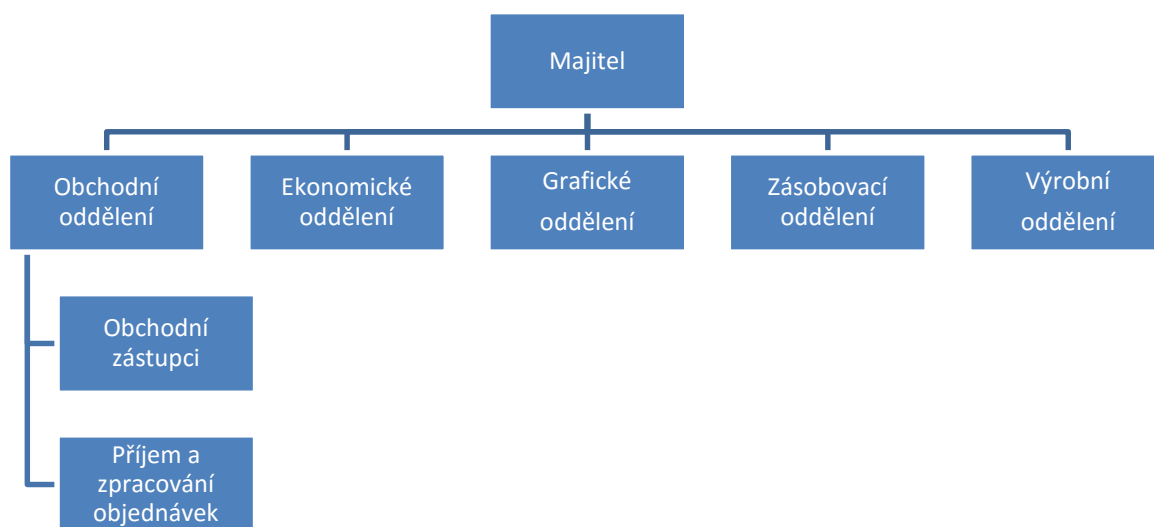 Majitel
Obchodní
oddělení
Ekonomické
oddělení
Grafické
oddělení
Zásobovací
oddělení
Výrobní
oddělení
Obchodní
zástupci
Příjem a
zpracování
objednávek